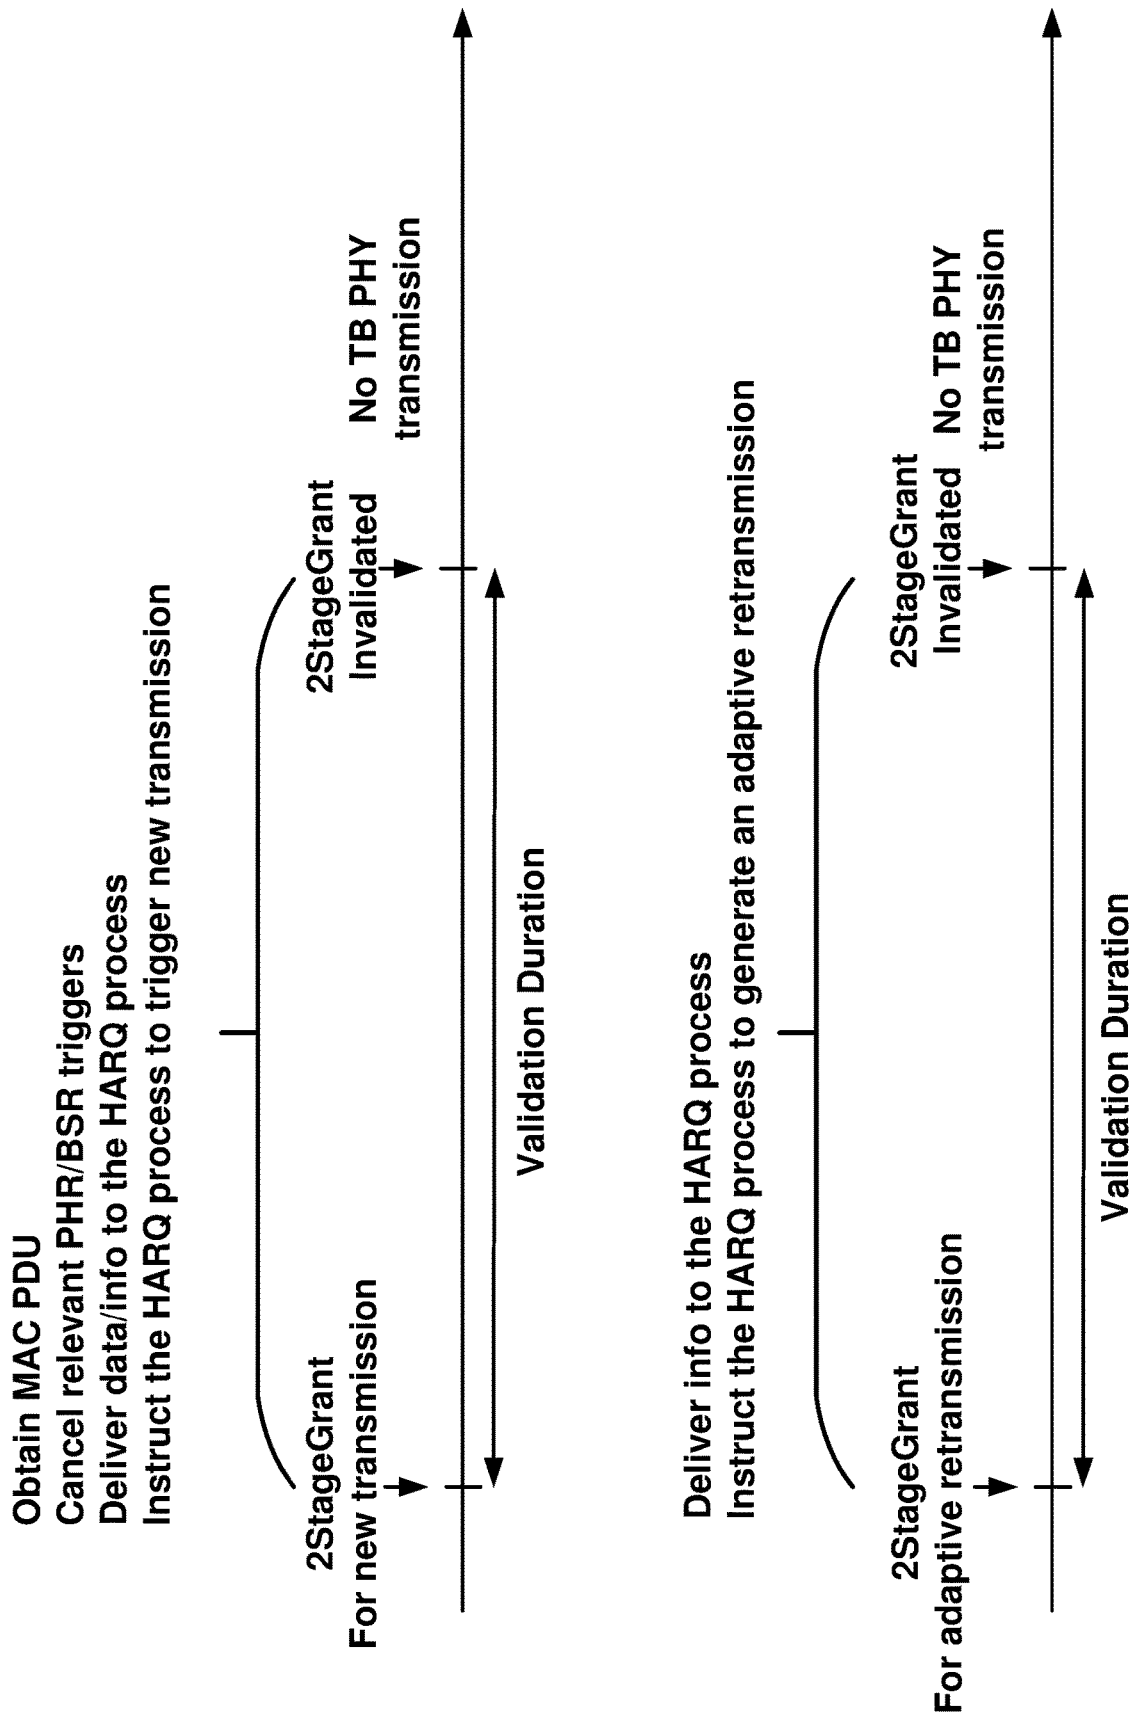 Obtain MAC PDU
Cancel relevant PHR/BSR triggers
Deliver data/info to the HARQ process
Instruct the HARQ process to trigger new transmission
2StageGrant
For new transmission
2StageGrant
Invalidated
No TB PHY
transmission
Validation Duration
Deliver info to the HARQ process
Instruct the HARQ process to generate an adaptive retransmission
2StageGrant
For adaptive retransmission
2StageGrant
Invalidated
No TB PHY
transmission
Validation Duration